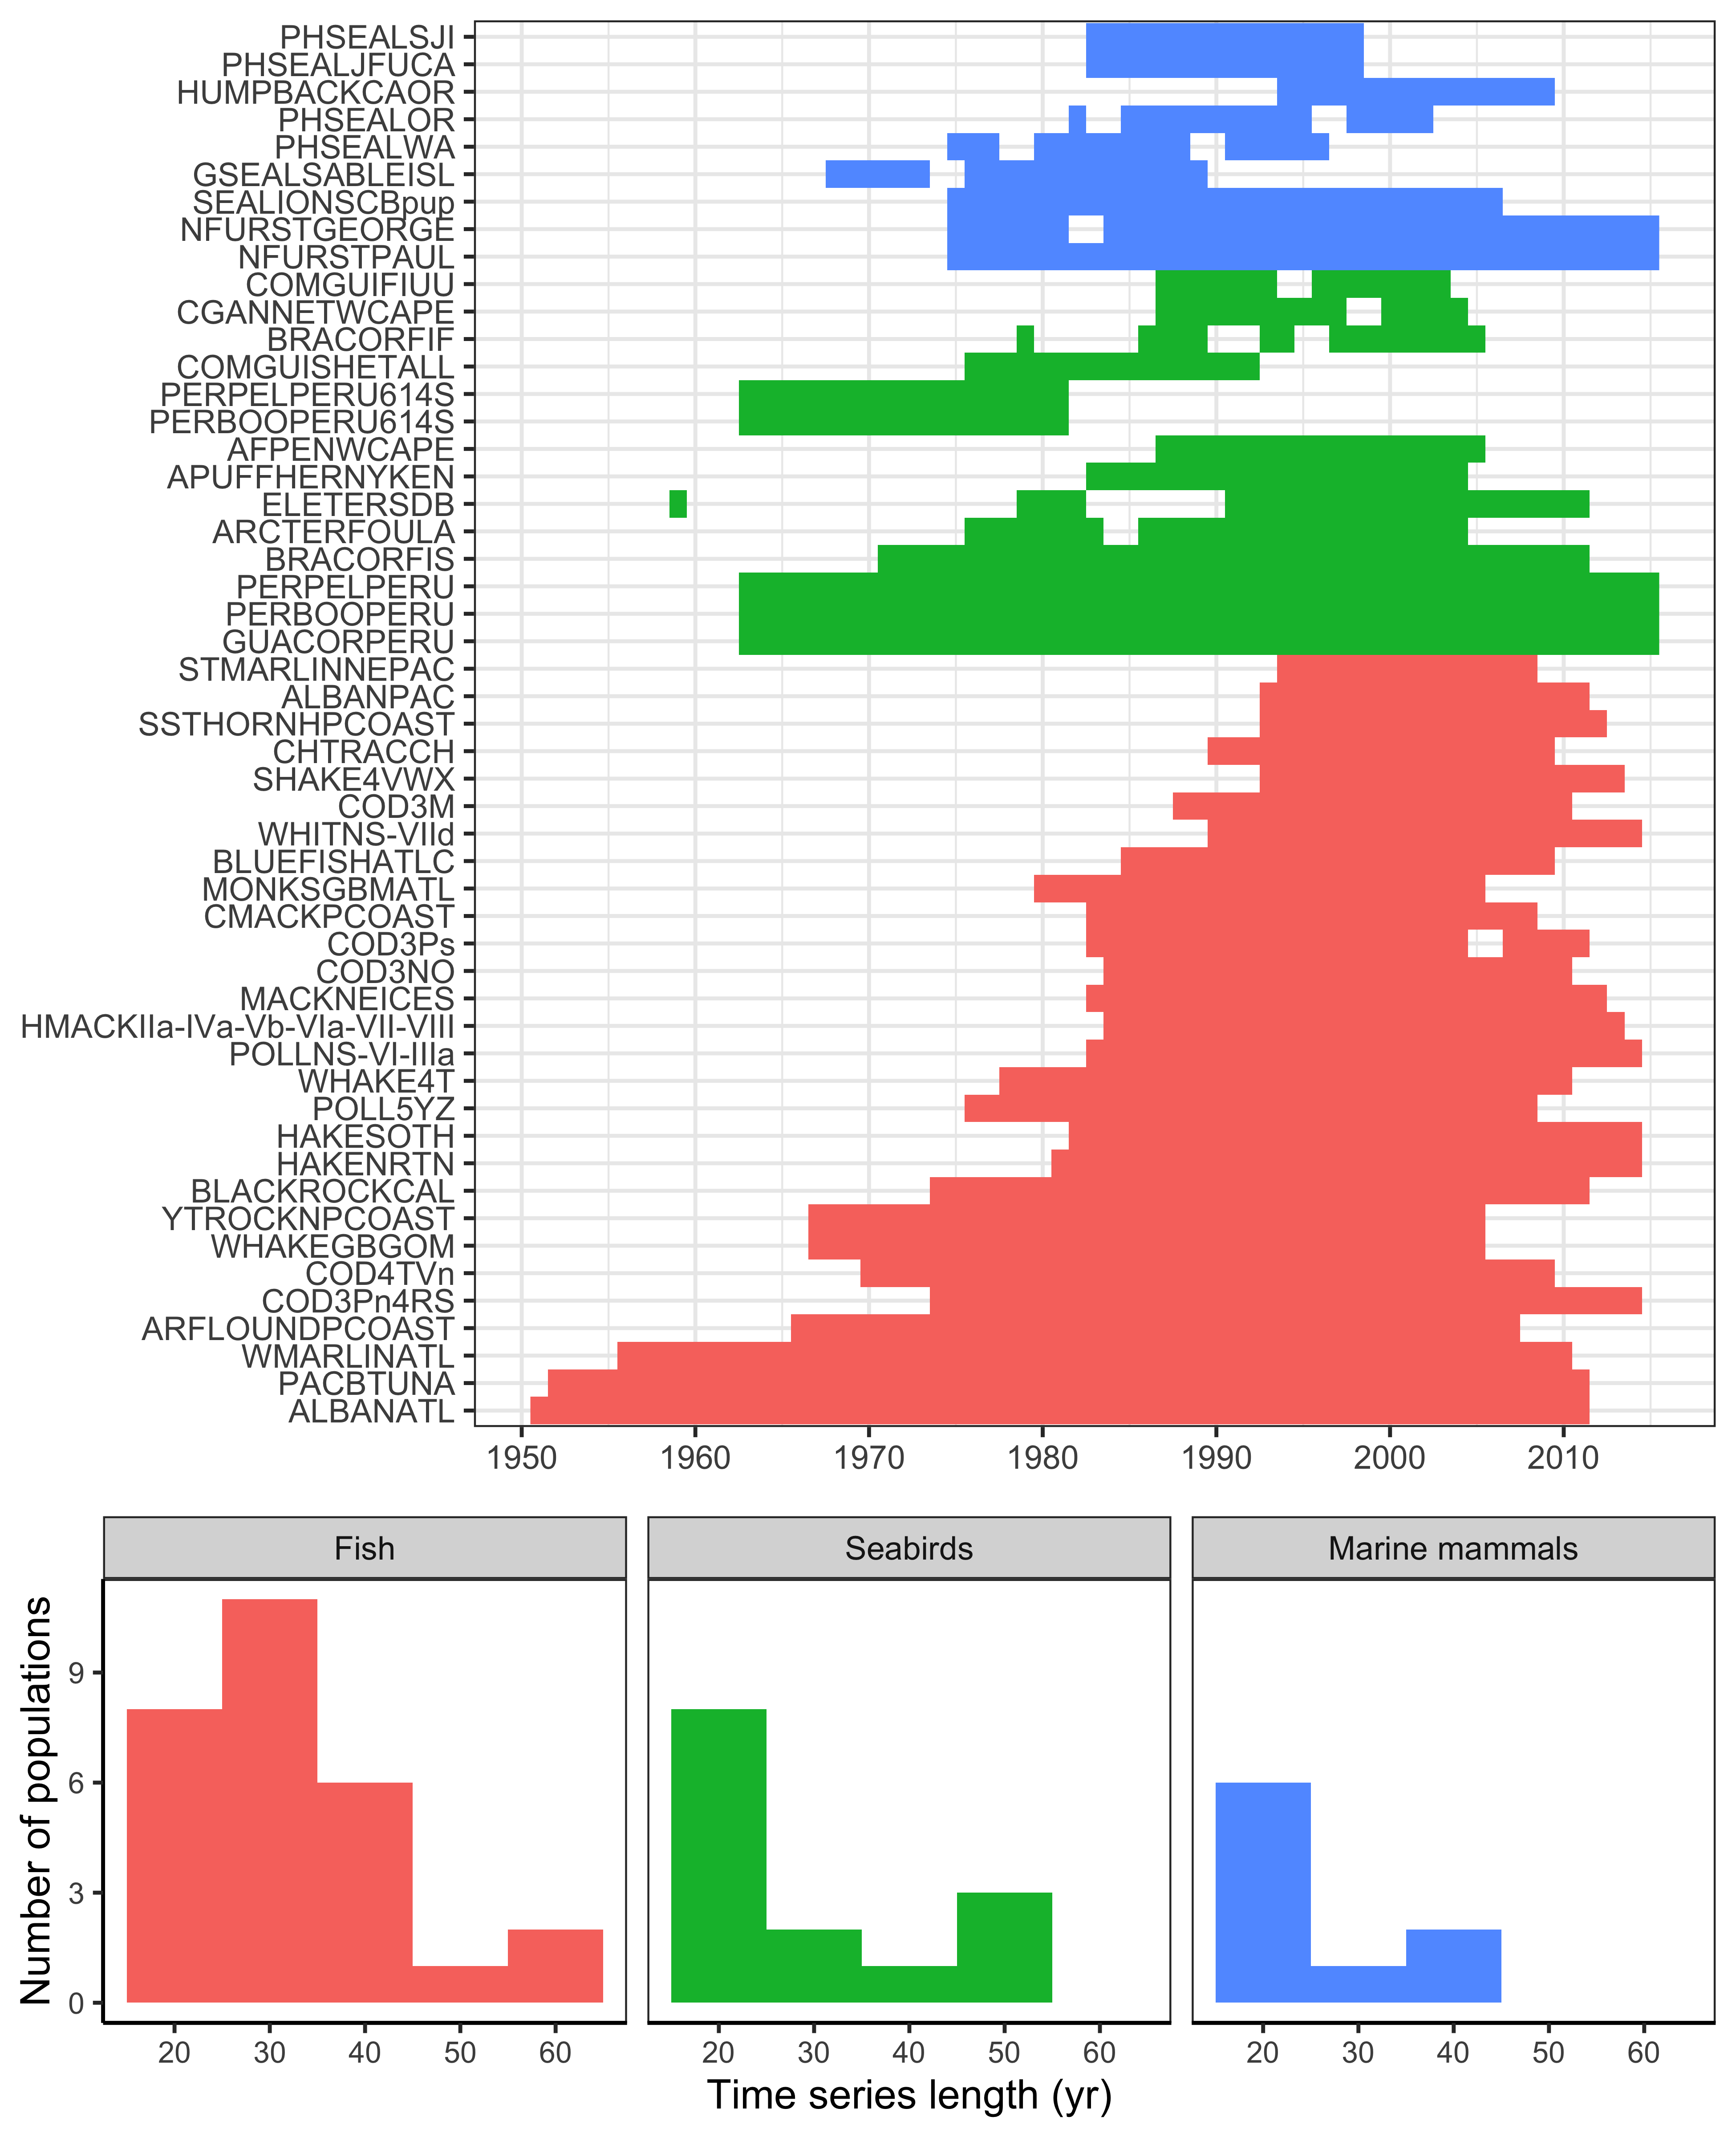 PHSEALSJI
PHSEALJFUCA
HUMPBACKCAOR
PHSEALOR
PHSEALWA
GSEALSABLEISL
SEALIONSCBpup
NFURSTGEORGE
NFURSTPAUL
COMGUIFIUU
CGANNETWCAPE
BRACORFIF
COMGUISHETALL
PERPELPERU614S
PERBOOPERU614S
AFPENWCAPE
APUFFHERNYKEN
ELETERSDB
ARCTERFOULA
BRACORFIS
PERPELPERU
PERBOOPERU
GUACORPERU
STMARLINNEPAC
ALBANPAC
SSTHORNHPCOAST
CHTRACCH
SHAKE4VWX
COD3M
WHITNS-VIId
BLUEFISHATLC
MONKSGBMATL
CMACKPCOAST
COD3Ps
COD3NO
MACKNEICES
HMACKIIa-IVa-Vb-VIa-VII-VIII
POLLNS-VI-IIIa
WHAKE4T
POLL5YZ
HAKESOTH
HAKENRTN
BLACKROCKCAL
YTROCKNPCOAST
WHAKEGBGOM
COD4TVn
COD3Pn4RS
ARFLOUNDPCOAST
WMARLINATL
PACBTUNA
ALBANATL
1950 1960 1970 1980 1990 2000 2010
Fish Seabirds Marine mammals
Number of populations
9
6
3
0
20 30 40 50 60 20 30 40 50 60 20 30 40 50 60
Time series length (yr)